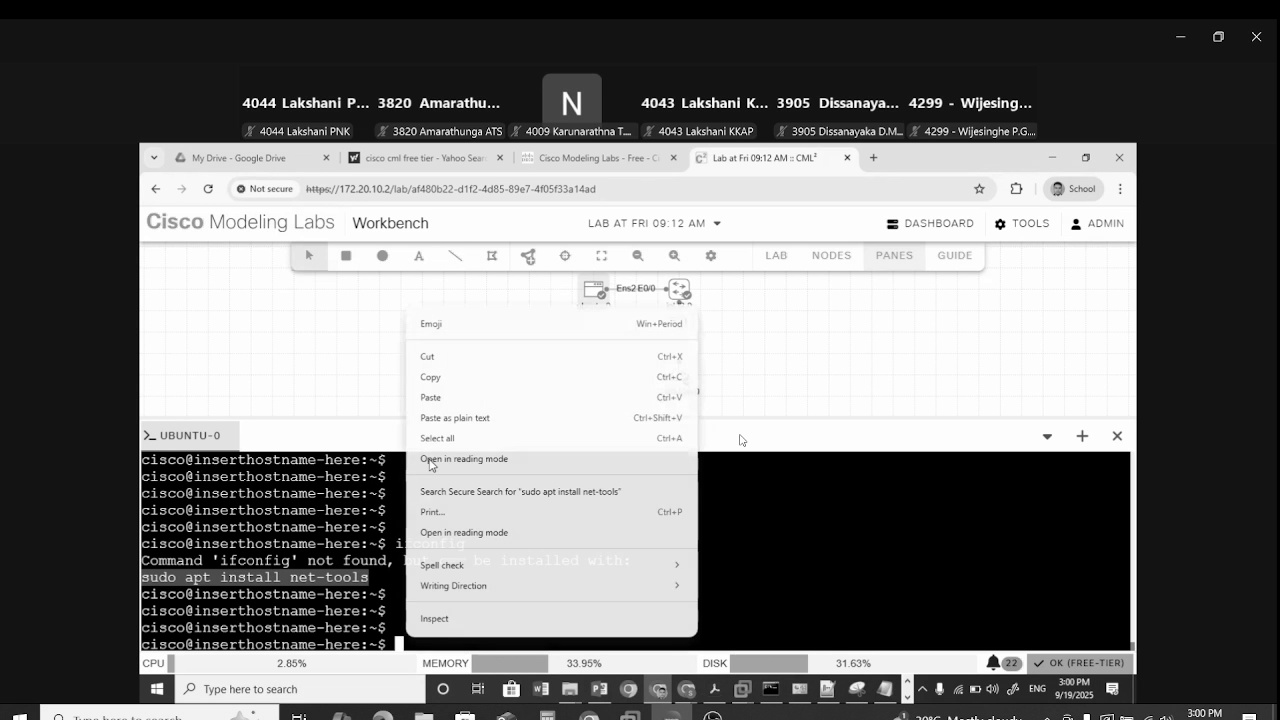 4044 Lakshani P... 3820 Amarathu... N 4043 Lakshani K... 3905 Dissanaya... 4299 - Wijesing...
4044 Lakshani PNK 3820 Amarathunga ATS 4009 Karunarathna T... 4043 Lakshani KKAP 3905 Dissanayaka D.M... 4299 - Wijesinghe P.G....
My Drive - Google Drive cisco cml free tier - Yahoo Sear Cisco Modeling Labs - Free - Ci Lab at Fri 09:12 AM :: CML²
Not secure https://172.20.10.2/lab/af480b22-d1f2-4d85-89e7-4f05f33a14ad School
Cisco Modeling Labs Workbench LAB AT FRI 09:12 AM DASHBOARD TOOLS ADMIN
A LAB NODES PANES GUIDE
Ens2 E0/0
Emoji Win+Period
Cut Ctrl+X
Copy Ctrl+C
Paste Ctrl+V
Paste as plain text Ctrl+Shift+V
Select all Ctrl+A
Open in reading mode
Search Secure Search for "sudo apt install net-tools"
Print... Ctrl+P
Open in reading mode
Spell check
Writing Direction
Inspect
UBUNTU-0
cisco@inserthostname-here:~$
cisco@inserthostname-here:~$
cisco@inserthostname-here:~$
cisco@inserthostname-here:~$
cisco@inserthostname-here:~$
cisco@inserthostname-here:~$ ifconfig
Command 'ifconfig' not found, but be installed with:
sudo apt install net-tools
cisco@inserthostname-here:~$
cisco@inserthostname-here:~$
cisco@inserthostname-here:~$
cisco@inserthostname-here:~$
CPU 2.85% MEMORY 33.95% DISK 31.63% 22 OK (FREE-TIER)
Type here to search ENG 3:00 PM
9/19/2025
Type here to search Mostly cloudy 3:00 PM